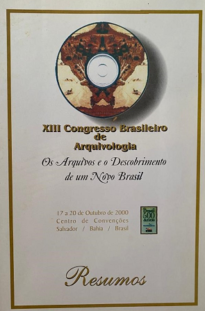 XIII Congresso Brasileiro
de
Arquivologia
Os Arquivos e o Descobrimento
de um Novo Brasil
20 de Outubro de 2000
Centro de Convenções
Salvador / Bahia / Brasil
Resumos